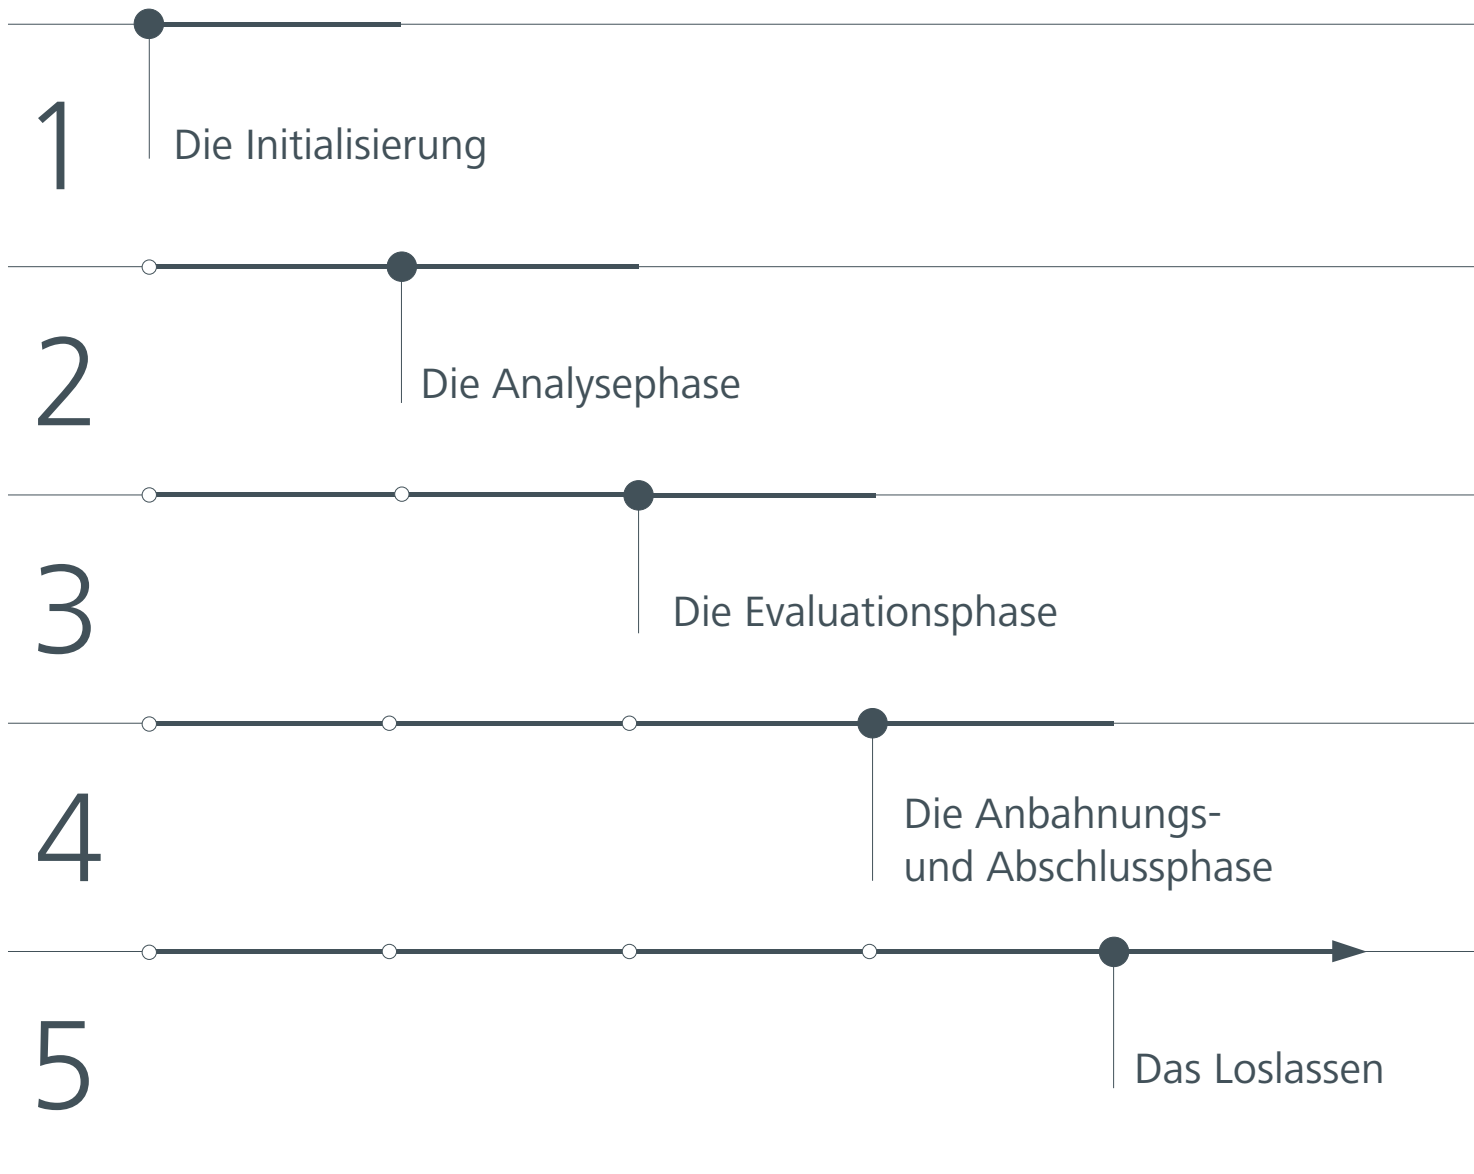 1
Die Initialisierung
2
Die Analysephase
3
Die Evaluationsphase
4
Die Anbahnungs-
und Abschlussphase
5
Das Loslassen